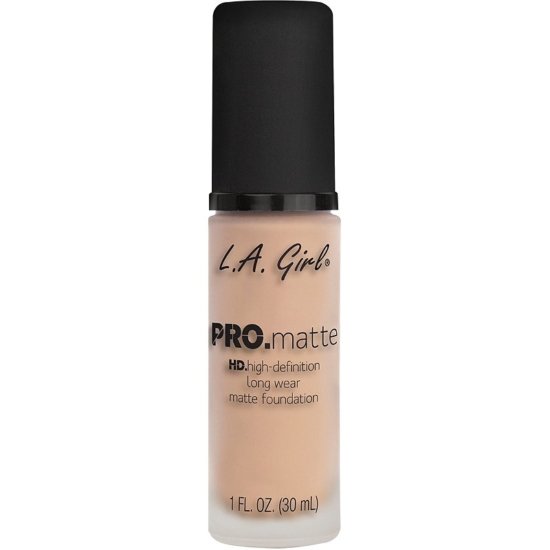 L.A. Girl®
PRO.matte
HD.high-definition
long wear
matte foundation
1 FL. OZ. (30 mL)